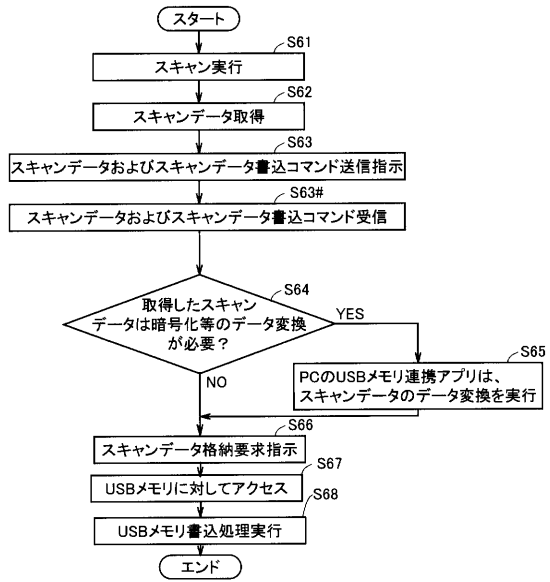 スタート
S61
スキャン実行
S62
スキャンデータ取得
S63
スキャンデータおよびスキャンデータ書込コマンド送信指示
S63#
スキャンデータおよびスキャンデータ書込コマンド受信
S64
取得したスキャン
データは暗号化等のデータ変換
が必要？
YES
NO
S65
PCのUSBメモリ連携アプリは、
スキャンデータのデータ変換を実行
S66
スキャンデータ格納要求指示
S67
USBメモリに対してアクセス
S68
USBメモリ書込処理実行
エンド